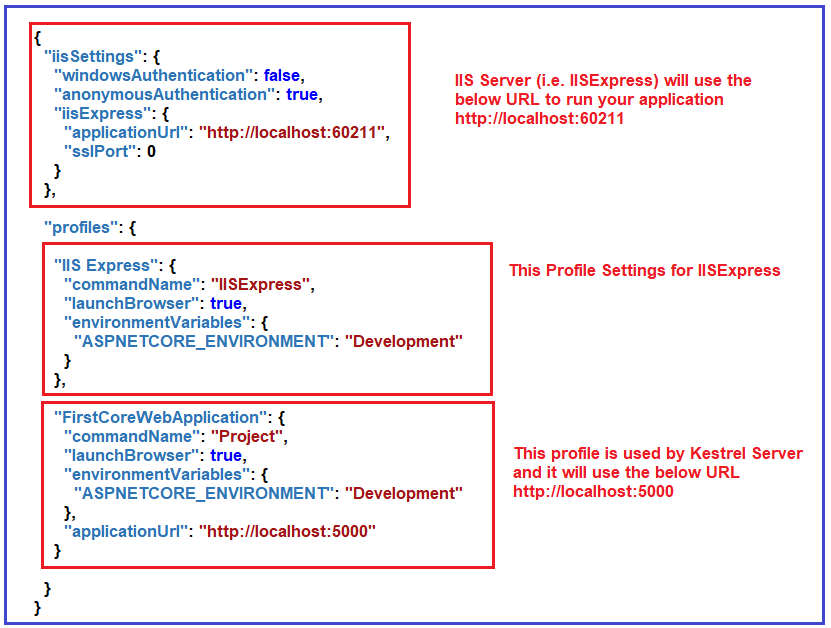 {
"iisSettings": {
"windowsAuthentication": false,
"anonymousAuthentication": true,
"iisExpress": {
"applicationUrl": "http://localhost:60211",
"sslPort": 0
}
},
IIS Server (i.e. IISExpress) will use the
below URL to run your application
http://localhost:60211
"profiles": {
"IIS Express": {
"commandName": "IISExpress",
"launchBrowser": true,
"environmentVariables": {
"ASPNETCORE_ENVIRONMENT": "Development"
}
},
This Profile Settings for IISExpress
"FirstCoreWebApplication": {
"commandName": "Project",
"launchBrowser": true,
"environmentVariables": {
"ASPNETCORE_ENVIRONMENT": "Development"
},
"applicationUrl": "http://localhost:5000"
}
This profile is used by Kestrel Server
and it will use the below URL
http://localhost:5000
}
}